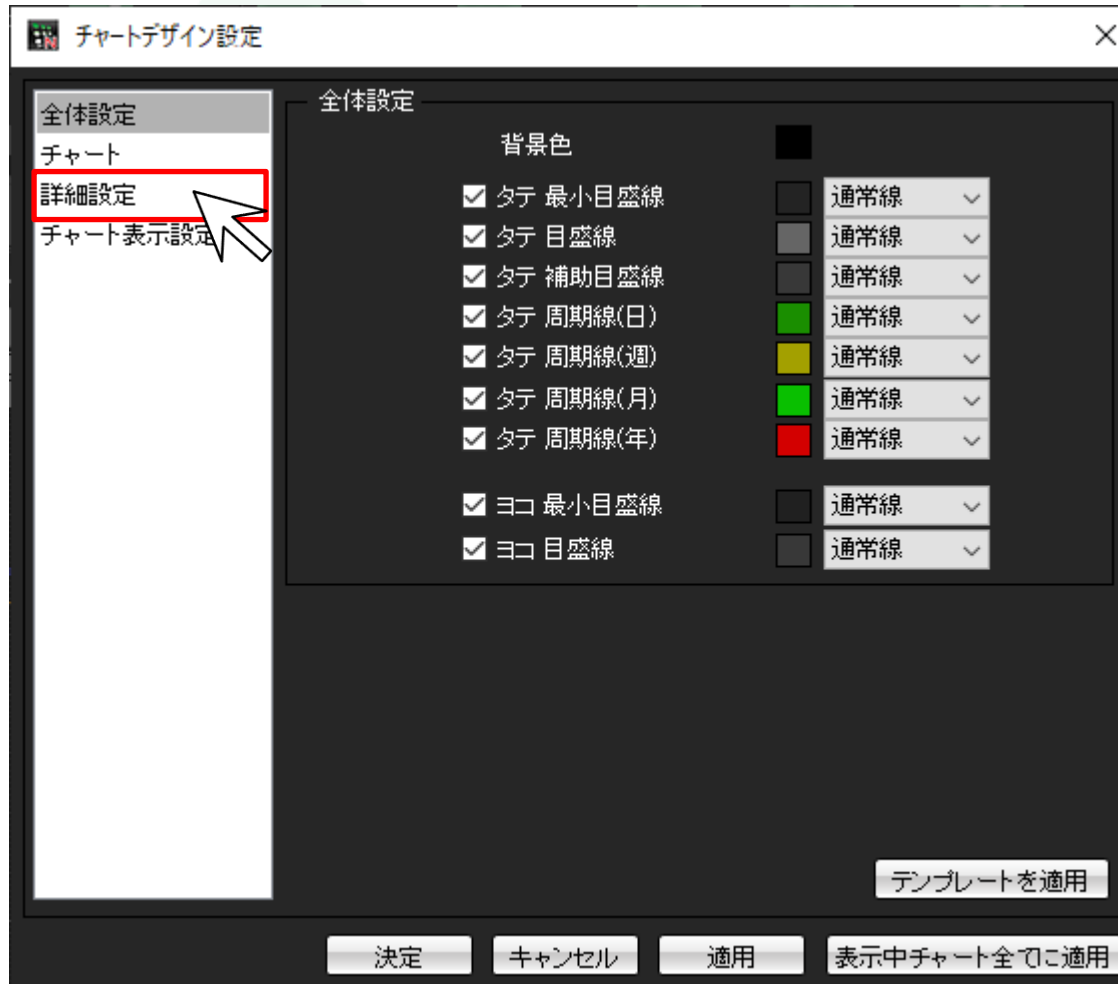 チャートデザイン設定
全体設定
チャート
詳細設定
チャート表示設定
全体設定
背景色
タテ 最小目盛線 通常線
タテ 目盛線 通常線
タテ 補助目盛線 通常線
タテ 周期線(日) 通常線
タテ 周期線(週) 通常線
タテ 周期線(月) 通常線
タテ 周期線(年) 通常線
ヨコ 最小目盛線 通常線
ヨコ 目盛線 通常線
テンプレートを適用
決定 キャンセル 適用 表示中チャート全てに適用